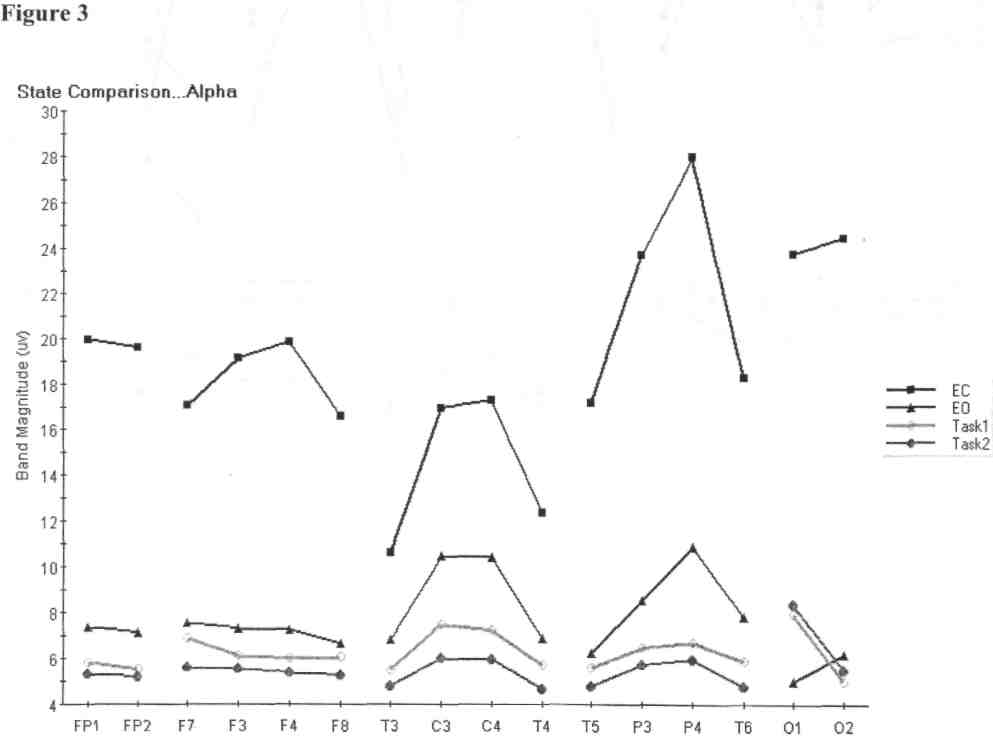 Figure 3
State Comparison...Alpha
30
28
26
24
22
20
18
16
14
12
10
8
6
4
Band Magnitude (uv)
EC
EO
Task1
Task2
FP1 FP2 F7 F3 F4 F8 T3 C3 C4 T4 T5 P3 P4 T6 O1 O2